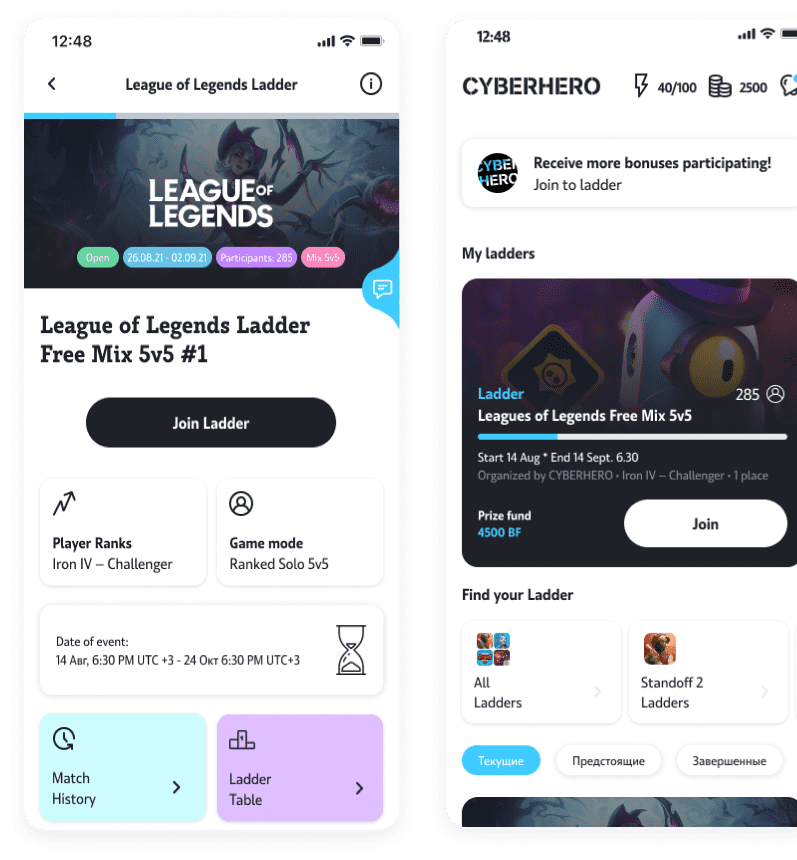 12:48
League of Legends Ladder
LEAGUE OF
LEGENDS
Open
26.08.21 - 02.09.21
Participants: 285
Mix 5v5
League of Legends Ladder
Free Mix 5v5 #1
Join Ladder
Player Ranks
Iron IV – Challenger
Game mode
Ranked Solo 5v5
Date of event:
14 Авг, 6:30 PM UTC +3 - 24 Окт 6:30 PM UTC+3
Match
History
Ladder
Table
12:48
CYBERHERO
40/100
2500
CYBER
HERO
Receive more bonuses participating!
Join to ladder
My ladders
Ladder
285
Leagues of Legends Free Mix 5v5
Start 14 Aug * End 14 Sept. 6.30
Organized by CYBERHERO • Iron IV – Challenger • 1 place
Prize fund
4500 BF
Join
Find your Ladder
All
Ladders
Standoff 2
Ladders
Текущие
Предстоящие
Завершенные